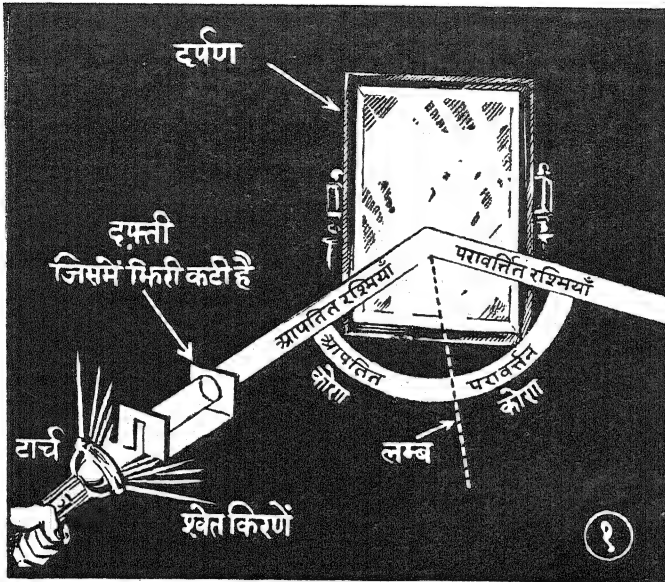 दर्पण
दफ़्ती
जिसमें झिरी कटी है
आपतित रश्मियाँ
परावर्त्तित रश्मियाँ
आपतित
कोण
परावर्त्तन
कोण
लम्ब
टार्च
श्वेत किरणें
१